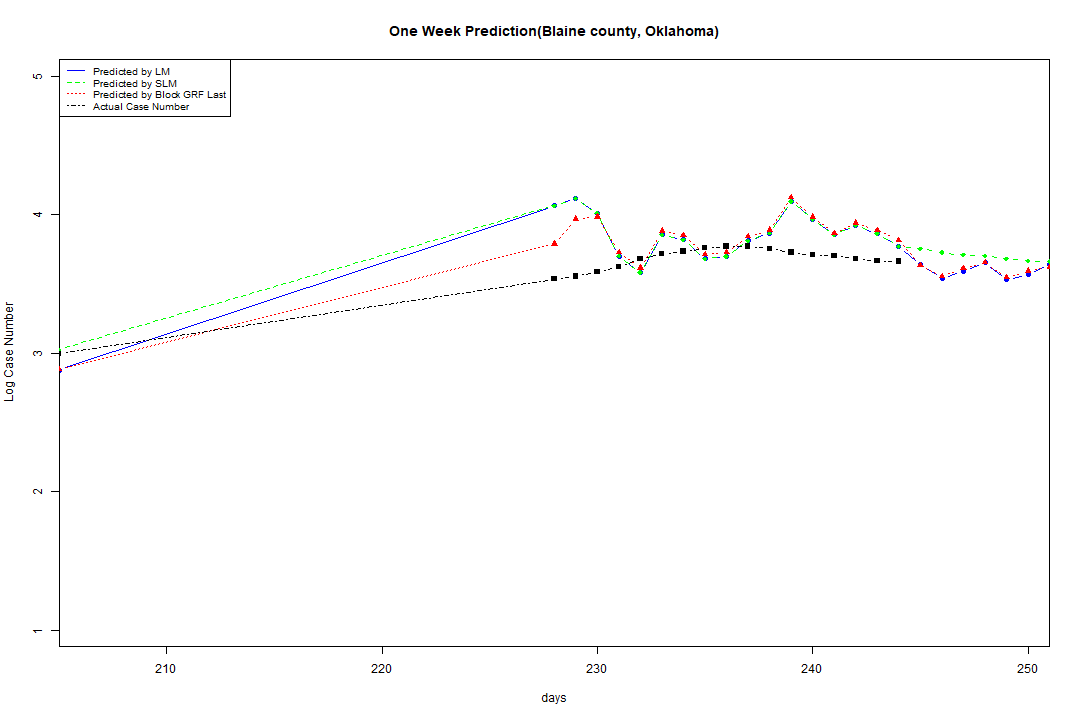 One Week Prediction(Blaine county, Oklahoma)
Predicted by LM
Predicted by SLM
Predicted by Block GRF Last
Actual Case Number
5
4
3
2
1
Log Case Number
210
220
230
240
250
days